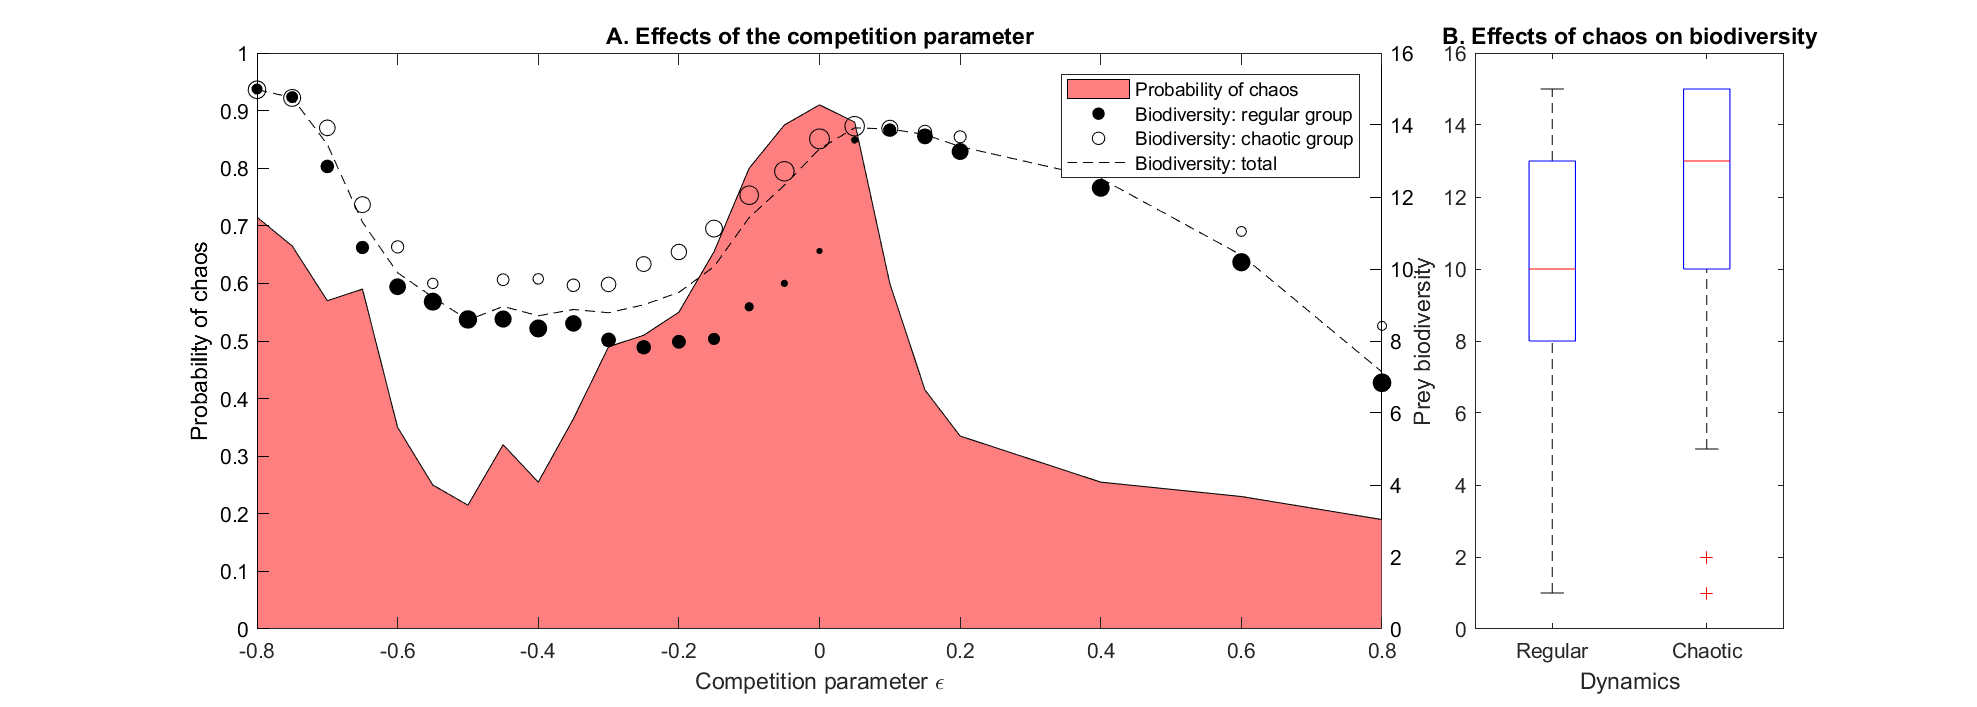 A. Effects of the competition parameter
B. Effects of chaos on biodiversity
Probability of chaos
Biodiversity: regular group
Biodiversity: chaotic group
Biodiversity: total
1
0.9
0.8
0.7
0.6
0.5
0.4
0.3
0.2
0.1
0
Probability of chaos
-0.8 -0.6 -0.4 -0.2 0 0.2 0.4 0.6 0.8
Competition parameter ϵ
16
14
12
10
8
6
4
2
0
Prey biodiversity
16
14
12
10
8
6
4
2
0
Regular Chaotic
Dynamics